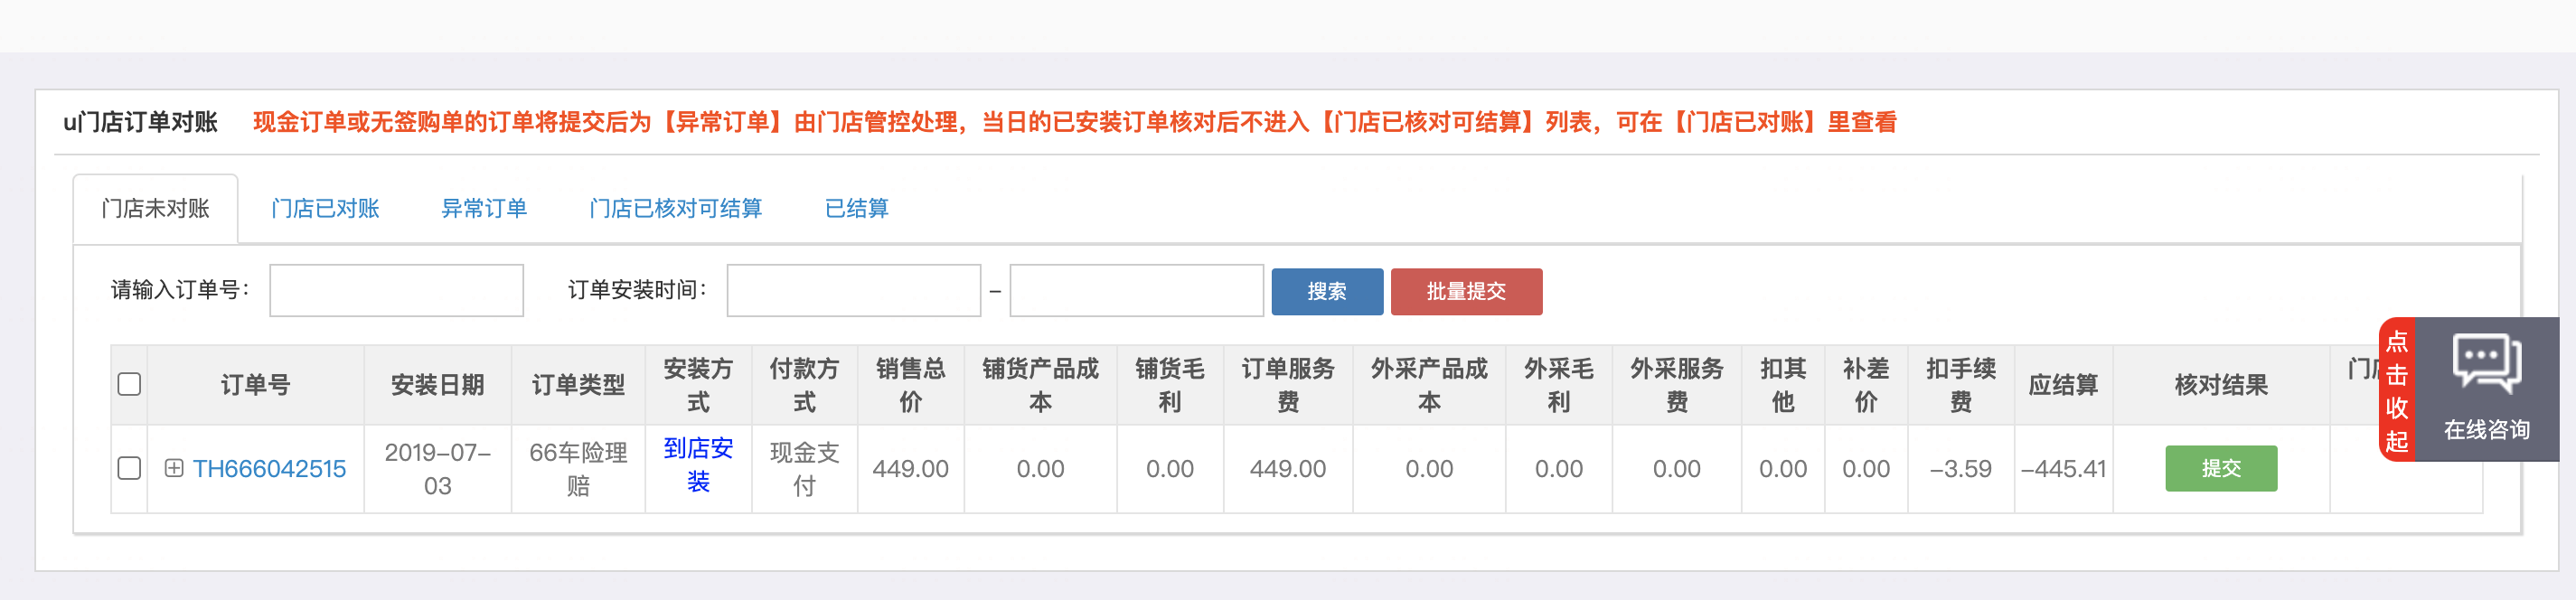 u门店订单对账 现金订单或无签购单的订单将提交后为【异常订单】由门店管控处理，当日的已安装订单核对后不进入【门店已核对可结算】列表，可在【门店已对账】里查看
门店未对账 门店已对账 异常订单 门店已核对可结算 已结算
请输入订单号： 订单安装时间： – 搜索 批量提交
订单号 安装日期 订单类型 安装方式 付款方式 销售总价 铺货产品成本 铺货毛利 订单服务费 外采产品成本 外采毛利 外采服务费 扣其他 补差价 扣手续费 应结算 核对结果
TH666042515 2019-07-03 66车险理赔 到店安装 现金支付 449.00 0.00 0.00 449.00 0.00 0.00 0.00 0.00 0.00 -3.59 -445.41 提交
点击收起
在线咨询